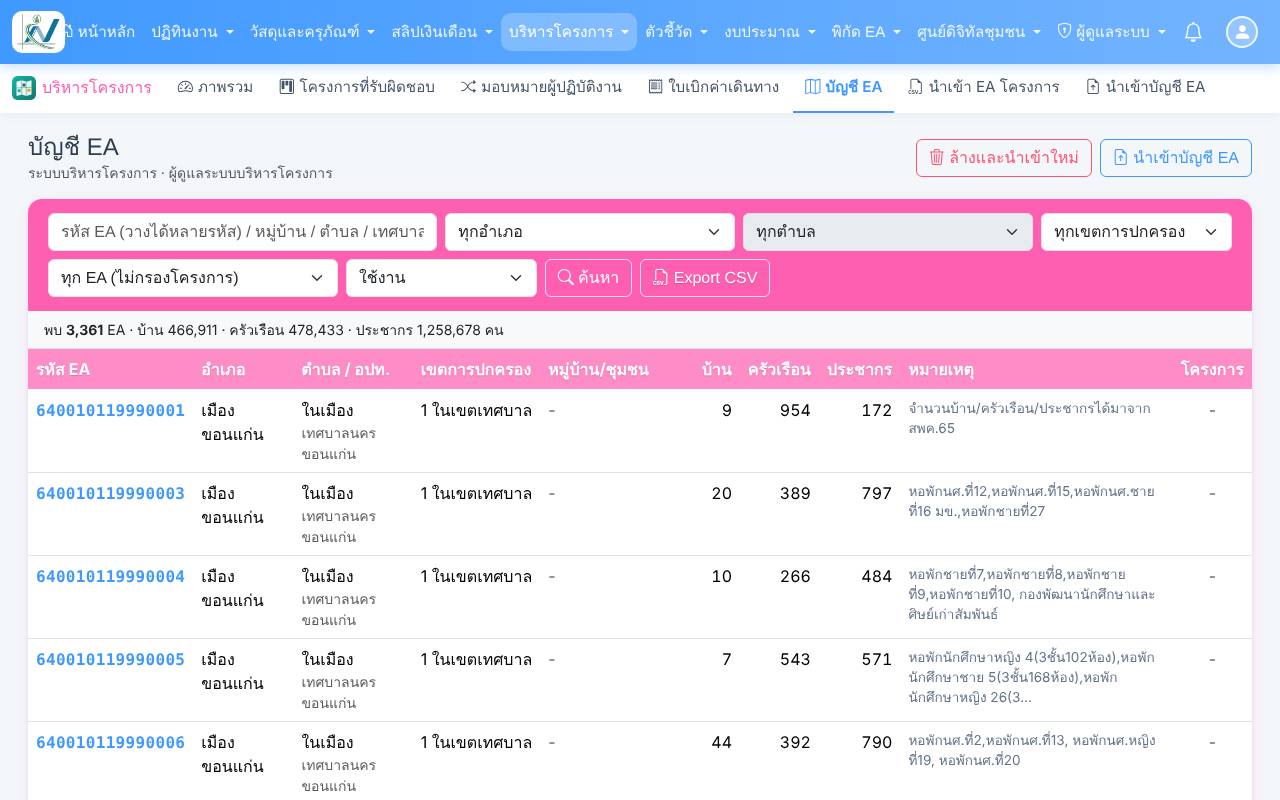 หน้าหลัก ปฏิทินงาน วัสดุและครุภัณฑ์ สลิปเงินเดือน บริหารโครงการ ตัวชี้วัด งบประมาณ พิกัด EA ศูนย์ดิจิทัลชุมชน ผู้ดูแลระบบ
บริหารโครงการ ภาพรวม โครงการที่รับผิดชอบ มอบหมายผู้ปฏิบัติงาน ใบเบิกค่าเดินทาง บัญชี EA นำเข้า EA โครงการ นำเข้าบัญชี EA
บัญชี EA
ระบบบริหารโครงการ · ผู้ดูแลระบบบริหารโครงการ
ล้างและนำเข้าใหม่ นำเข้าบัญชี EA
รหัส EA (วางได้หลายรหัส) / หมู่บ้าน / ตำบล / เทศบาล ทุกอำเภอ ทุกตำบล ทุกเขตการปกครอง
ทุก EA (ไม่กรองโครงการ) ใช้งาน ค้นหา Export CSV
พบ 3,361 EA · บ้าน 466,911 · ครัวเรือน 478,433 · ประชากร 1,258,678 คน
รหัส EA อำเภอ ตำบล / อปท. เขตการปกครอง หมู่บ้าน/ชุมชน บ้าน ครัวเรือน ประชากร หมายเหตุ โครงการ
640010119990001 เมือง ในเมือง 1 ในเขตเทศบาล - 9 954 172 จำนวนบ้าน/ครัวเรือน/ประชากรได้มาจาก -
ขอนแก่น เทศบาลนคร สพค.65
ขอนแก่น
640010119990003 เมือง ในเมือง 1 ในเขตเทศบาล - 20 389 797 หอพักนศ.ที่12,หอพักนศ.ที่15,หอพักนศ.ชาย -
ขอนแก่น เทศบาลนคร ที่16 มข.,หอพักชายที่27
ขอนแก่น
640010119990004 เมือง ในเมือง 1 ในเขตเทศบาล - 10 266 484 หอพักชายที่7,หอพักชายที่8,หอพักชาย -
ขอนแก่น เทศบาลนคร ที่9,หอพักชายที่10, กองพัฒนานักศึกษาและ
ขอนแก่น ศิษย์เก่าสัมพันธ์
640010119990005 เมือง ในเมือง 1 ในเขตเทศบาล - 7 543 571 หอพักนักศึกษาหญิง 4(3ชั้น102ห้อง),หอพัก -
ขอนแก่น เทศบาลนคร นักศึกษาชาย 5(3ชั้น168ห้อง),หอพัก
ขอนแก่น นักศึกษาหญิง 26(3...
640010119990006 เมือง ในเมือง 1 ในเขตเทศบาล - 44 392 790 หอพักนศ.ที่2,หอพักนศ.ที่13, หอพักนศ.หญิง -
ขอนแก่น เทศบาลนคร ที่19, หอพักนศ.ที่20
ขอนแก่น